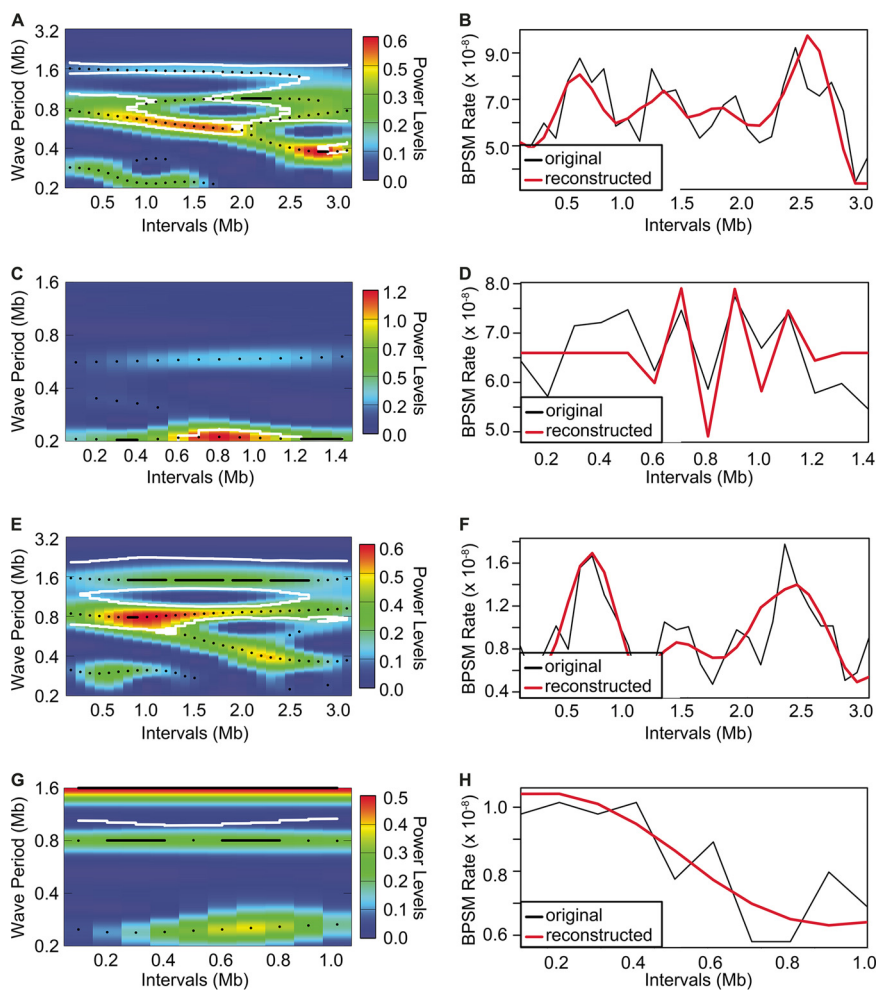 A
Wave Period (Mb)
3.2
1.6
0.8
0.4
0.2
0.5 1.0 1.5 2.0 2.5 3.0
Intervals (Mb)
0.6
0.4
0.3
0.2
0.1
0.0
Power Levels
B
BPSM Rate (x 10-8)
9.0
7.0
5.0
original
reconstructed
0.5 1.0 1.5 2.0 2.5 3.0
Intervals (Mb)
C
Wave Period (Mb)
1.6
0.8
0.4
0.2
0.2 0.4 0.6 0.8 1.0 1.2 1.4
Intervals (Mb)
1.2
1.0
0.7
0.5
0.2
0.0
Power Levels
D
BPSM Rate (x 10-8)
8.0
7.0
6.0
5.0
original
reconstructed
0.2 0.4 0.6 0.8 1.0 1.2 1.4
Intervals (Mb)
E
Wave Period (Mb)
3.2
1.6
0.8
0.4
0.2
0.5 1.0 1.5 2.0 2.5 3.0
Intervals (Mb)
0.6
0.4
0.3
0.2
0.1
0.0
Power Levels
F
BPSM Rate (x 10-8)
1.6
1.2
0.8
0.4
original
reconstructed
0.5 1.0 1.5 2.0 2.5 3.0
Intervals (Mb)
G
Wave Period (Mb)
1.6
0.8
0.4
0.2
0.2 0.4 0.6 0.8 1.0
Intervals (Mb)
0.5
0.4
0.3
0.2
0.1
0.0
Power Levels
H
BPSM Rate (x 10-8)
1.0
0.8
0.6
original
reconstructed
0.2 0.4 0.6 0.8 1.0
Intervals (Mb)